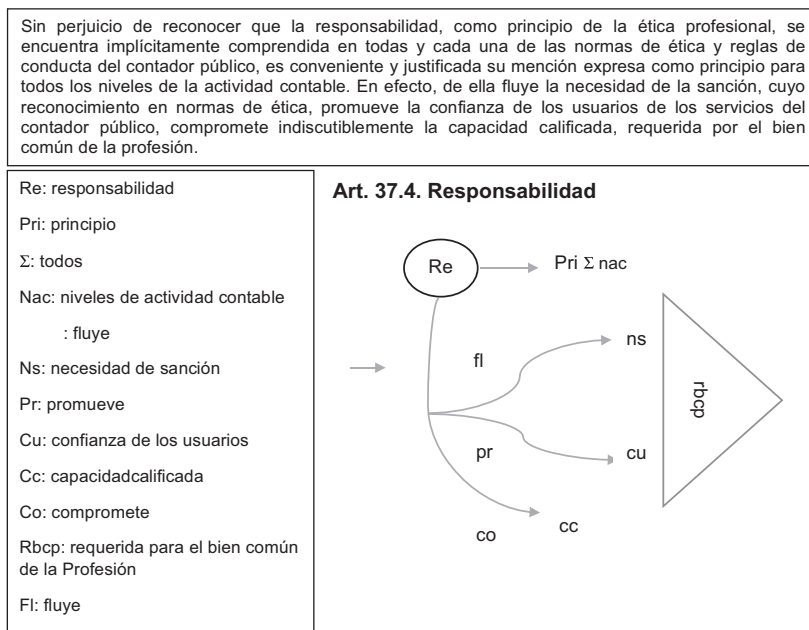 Sin perjuicio de reconocer que la responsabilidad, como principio de la ética profesional, se
encuentra implícitamente comprendida en todas y cada una de las normas de ética y reglas de
conducta del contador público, es conveniente y justificada su mención expresa como principio para
todos los niveles de la actividad contable. En efecto, de ella fluye la necesidad de la sanción, cuyo
reconocimiento en normas de ética, promueve la confianza de los usuarios de los servicios del
contador público, compromete indiscutiblemente la capacidad calificada, requerida por el bien
común de la profesión.
Re: responsabilidad
Pri: principio
Σ: todos
Nac: niveles de actividad contable
: fluye
Ns: necesidad de sanción
Pr: promueve
Cu: confianza de los usuarios
Cc: capacidadcalificada
Co: compromete
Rbcp: requerida para el bien común
de la Profesión
Fl: fluye
Art. 37.4. Responsabilidad
Re
Pri Σ nac
fl
ns
rbcp
pr
cu
co
cc